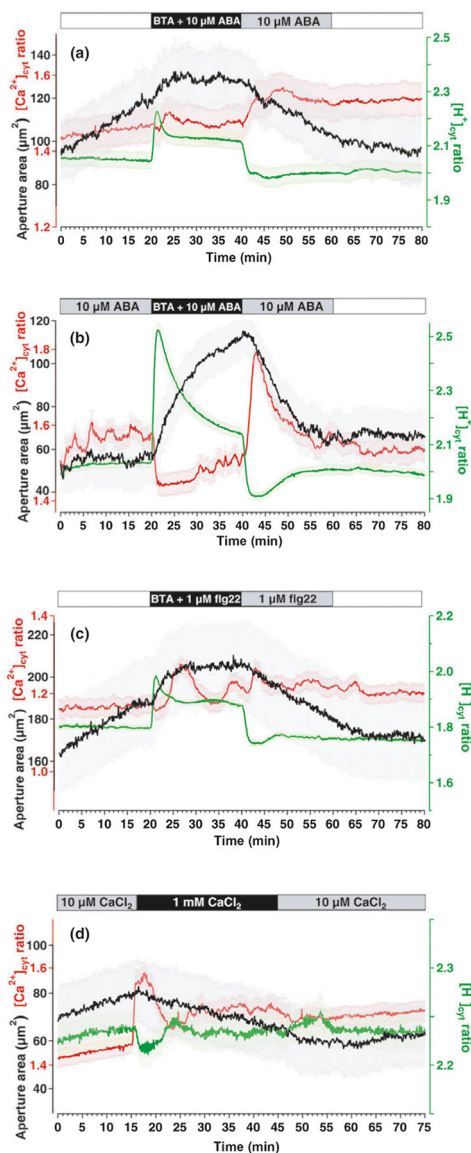 BTA + 10 µM ABA 10 µM ABA
(a)
[Ca²⁺]cyt ratio
Aperture area (µm²)
[H⁺]cyt ratio
140
120
100
80
1.6
1.4
1.2
2.5
2.3
2.1
1.9
0 5 10 15 20 25 30 35 40 45 50 55 60 65 70 75 80
Time (min)
10 µM ABA BTA + 10 µM ABA 10 µM ABA
(b)
[Ca²⁺]cyt ratio
Aperture area (µm²)
[H⁺]cyt ratio
120
100
80
60
40
1.8
1.6
1.4
2.5
2.3
2.1
1.9
0 5 10 15 20 25 30 35 40 45 50 55 60 65 70 75 80
Time (min)
BTA + 1 µM flg22 1 µM flg22
(c)
[Ca²⁺]cyt ratio
Aperture area (µm²)
[H⁺]cyt ratio
220
200
180
160
1.4
1.2
1.0
2.2
2.0
1.8
1.6
0 5 10 15 20 25 30 35 40 45 50 55 60 65 70 75 80
Time (min)
10 µM CaCl₂ 1 mM CaCl₂ 10 µM CaCl₂
(d)
[Ca²⁺]cyt ratio
Aperture area (µm²)
[H⁺]cyt ratio
100
80
60
40
1.6
1.4
2.3
2.2
0 5 10 15 20 25 30 35 40 45 50 55 60 65 70 75
Time (min)